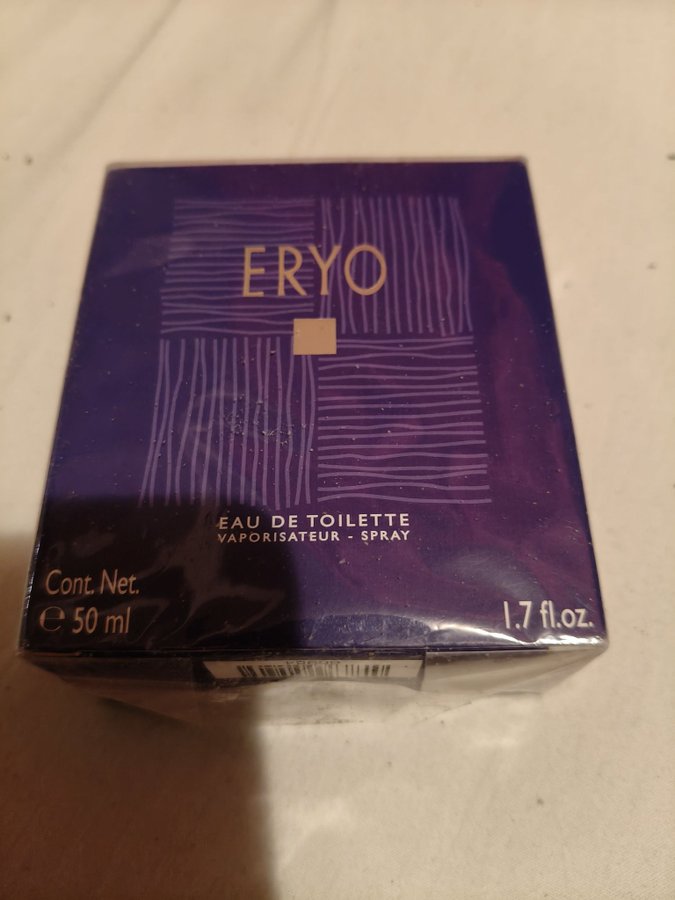 ERYO
EAU DE TOILETTE
VAPORISATEUR - SPRAY
Cont. Net.
℮ 50 ml
1.7 fl.oz.